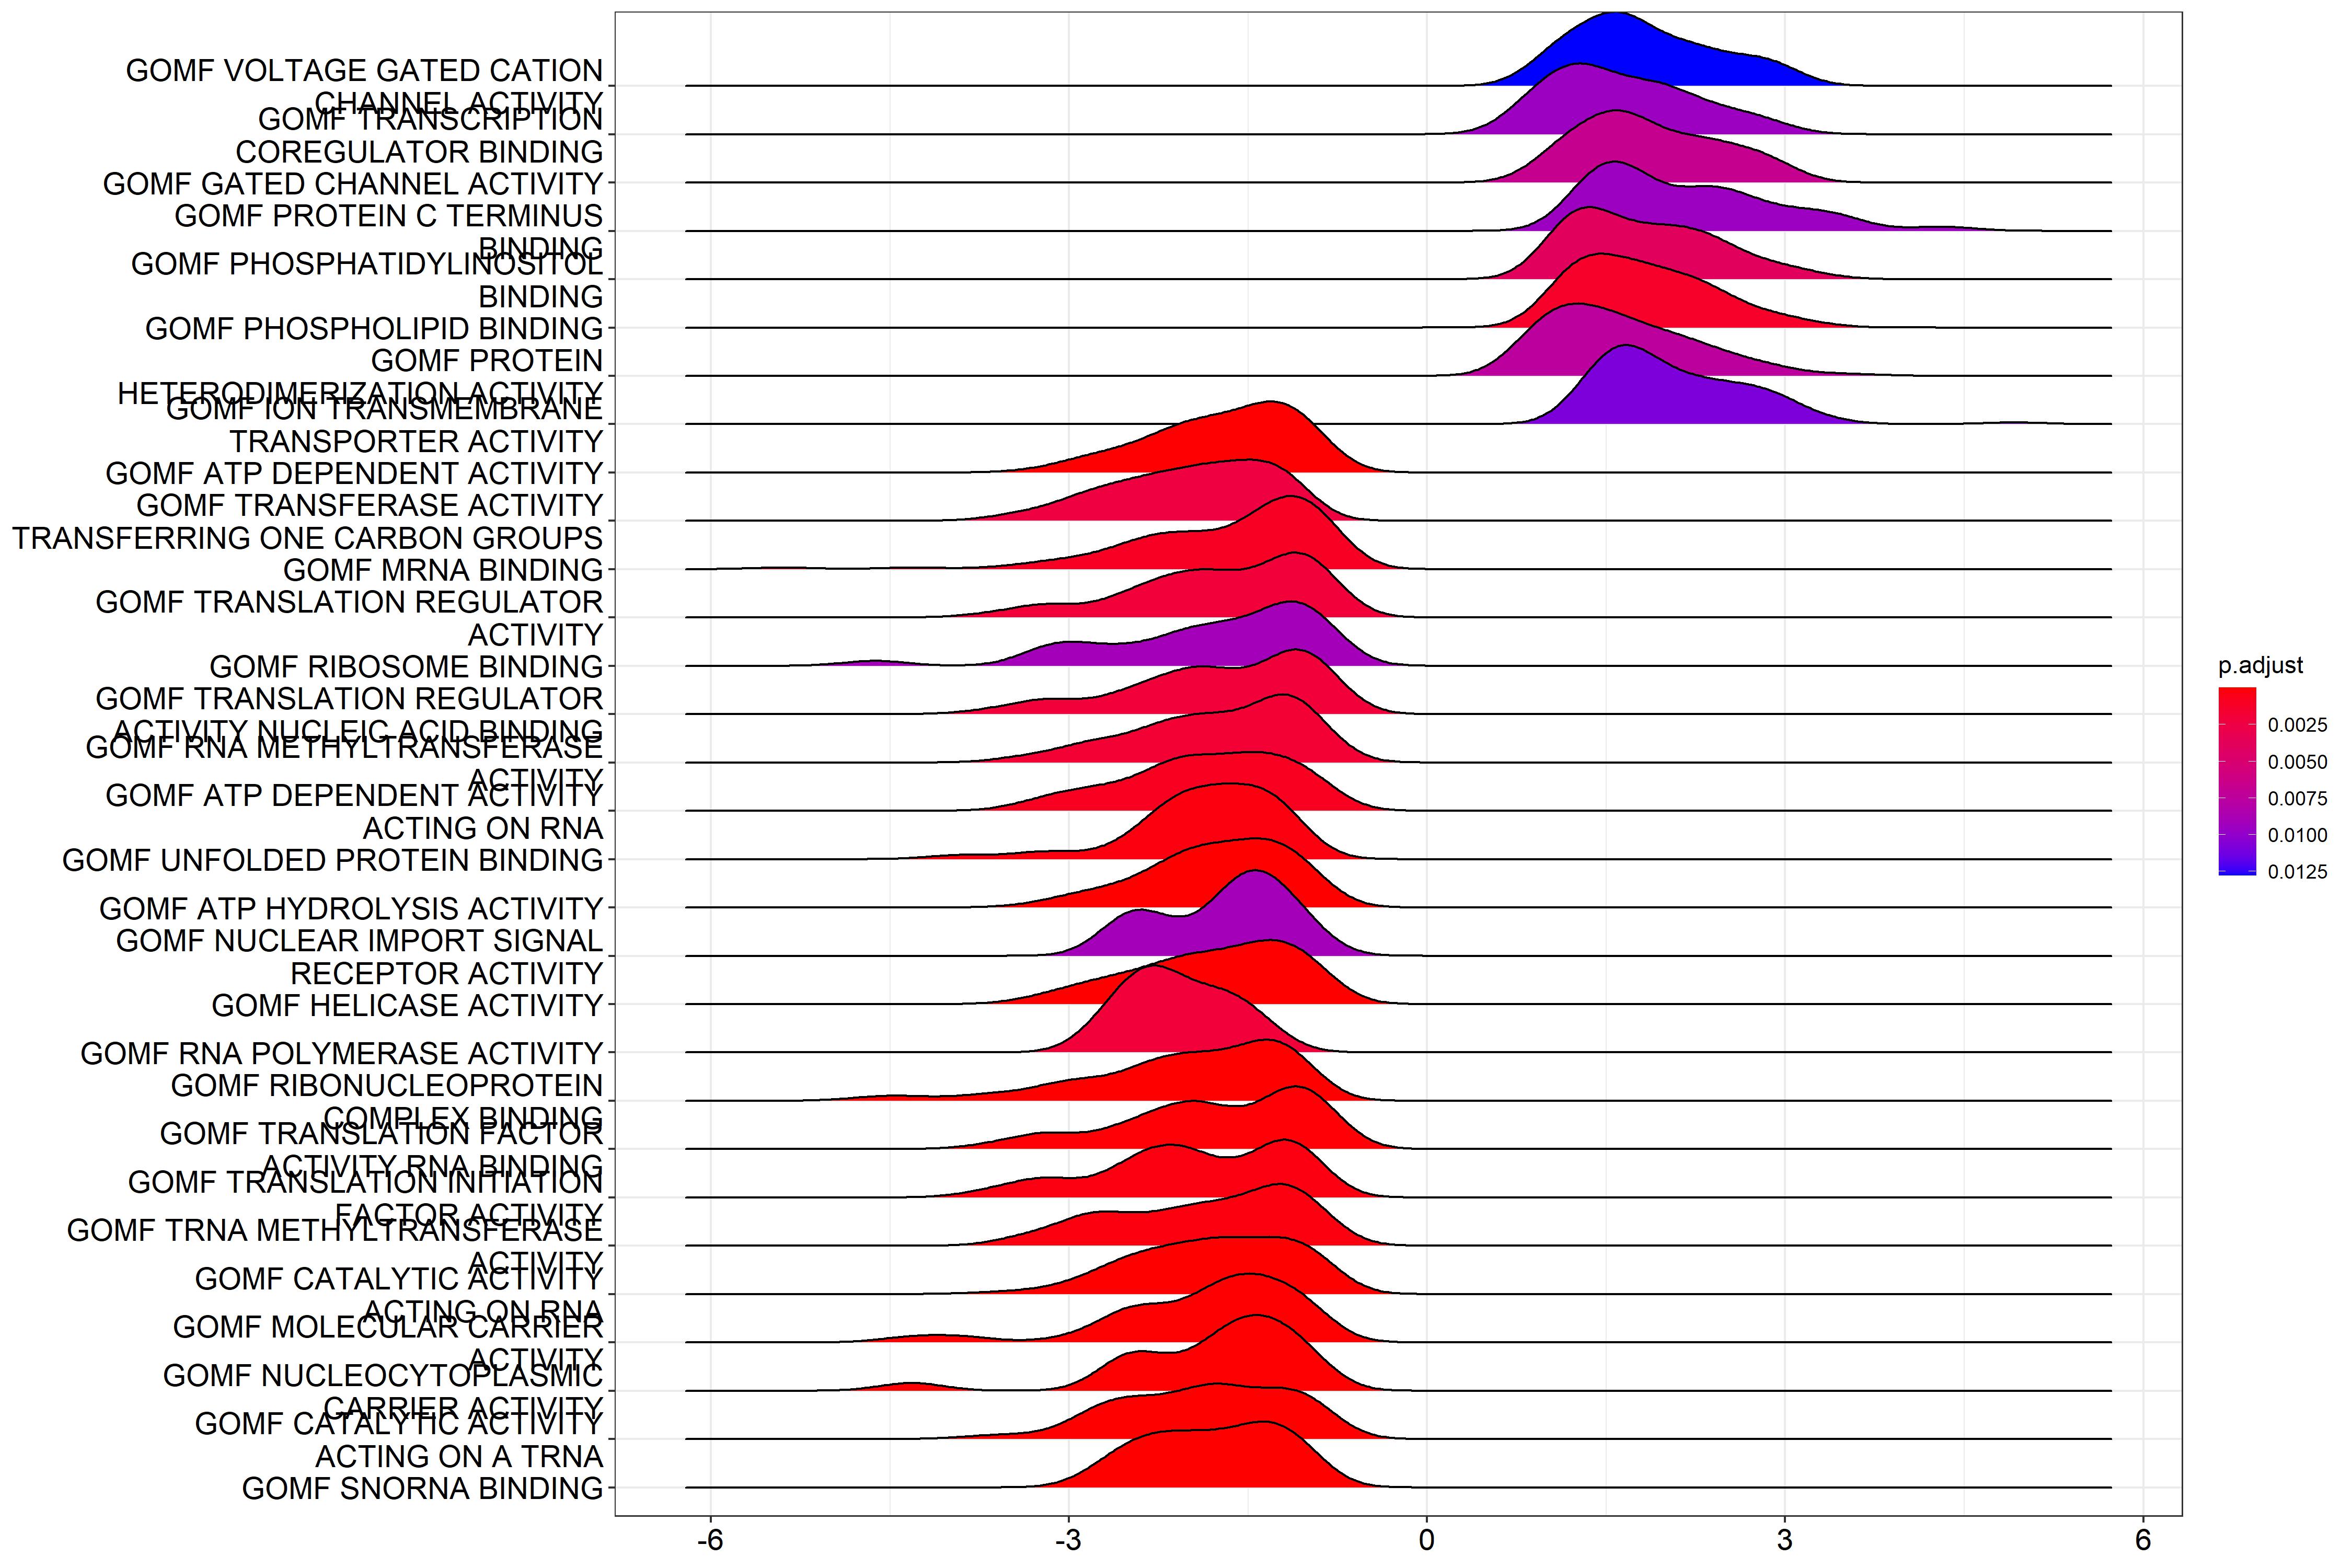 GOMF VOLTAGE GATED CATION
CHANNEL ACTIVITY
GOMF TRANSCRIPTION
COREGULATOR BINDING
GOMF GATED CHANNEL ACTIVITY
GOMF PROTEIN C TERMINUS
BINDING
GOMF PHOSPHATIDYLINOSITOL
BINDING
GOMF PHOSPHOLIPID BINDING
GOMF PROTEIN
HETERODIMERIZATION ACTIVITY
GOMF ION TRANSMEMBRANE
TRANSPORTER ACTIVITY
GOMF ATP DEPENDENT ACTIVITY
GOMF TRANSFERASE ACTIVITY
TRANSFERRING ONE CARBON GROUPS
GOMF MRNA BINDING
GOMF TRANSLATION REGULATOR
ACTIVITY
GOMF RIBOSOME BINDING
GOMF TRANSLATION REGULATOR
ACTIVITY NUCLEIC ACID BINDING
GOMF RNA METHYLTRANSFERASE
ACTIVITY
GOMF ATP DEPENDENT ACTIVITY
ACTING ON RNA
GOMF UNFOLDED PROTEIN BINDING
GOMF ATP HYDROLYSIS ACTIVITY
GOMF NUCLEAR IMPORT SIGNAL
RECEPTOR ACTIVITY
GOMF HELICASE ACTIVITY
GOMF RNA POLYMERASE ACTIVITY
GOMF RIBONUCLEOPROTEIN
COMPLEX BINDING
GOMF TRANSLATION FACTOR
ACTIVITY RNA BINDING
GOMF TRANSLATION INITIATION
FACTOR ACTIVITY
GOMF TRNA METHYLTRANSFERASE
ACTIVITY
GOMF CATALYTIC ACTIVITY
ACTING ON RNA
GOMF MOLECULAR CARRIER
ACTIVITY
GOMF NUCLEOCYTOPLASMIC
CARRIER ACTIVITY
GOMF CATALYTIC ACTIVITY
ACTING ON A TRNA
GOMF SNORNA BINDING
-6 -3 0 3 6
p.adjust
0.0025
0.0050
0.0075
0.0100
0.0125